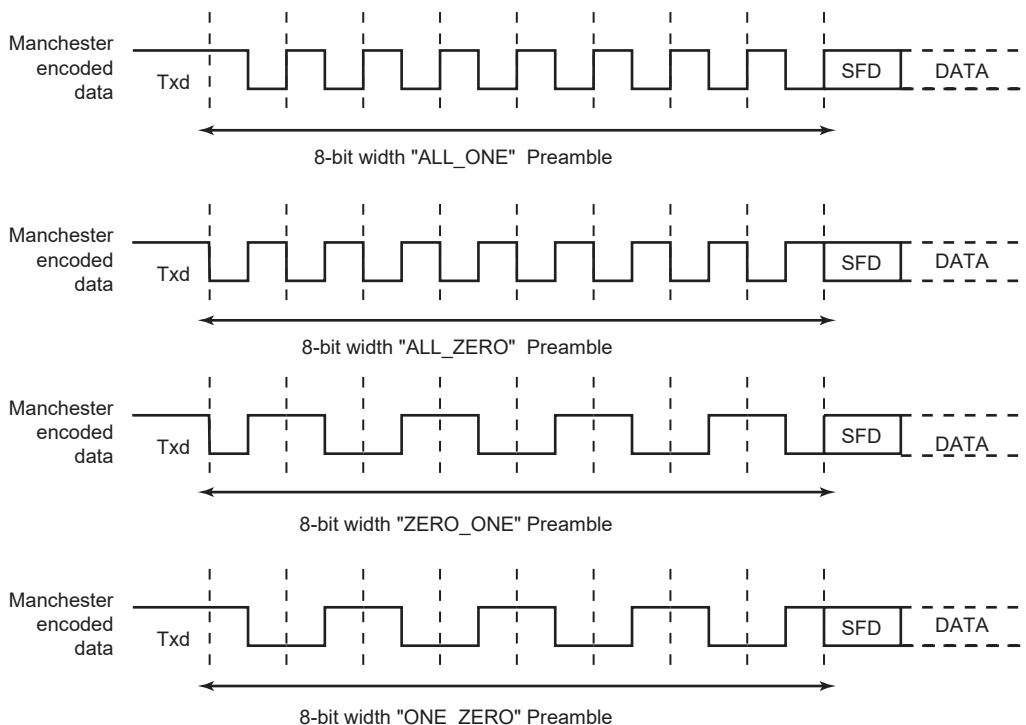 Manchester
encoded
data
Txd
SFD
DATA
8-bit width "ALL_ONE" Preamble
Manchester
encoded
data
Txd
SFD
DATA
8-bit width "ALL_ZERO" Preamble
Manchester
encoded
data
Txd
SFD
DATA
8-bit width "ZERO_ONE" Preamble
Manchester
encoded
data
Txd
SFD
DATA
8-bit width "ONE_ZERO" Preamble